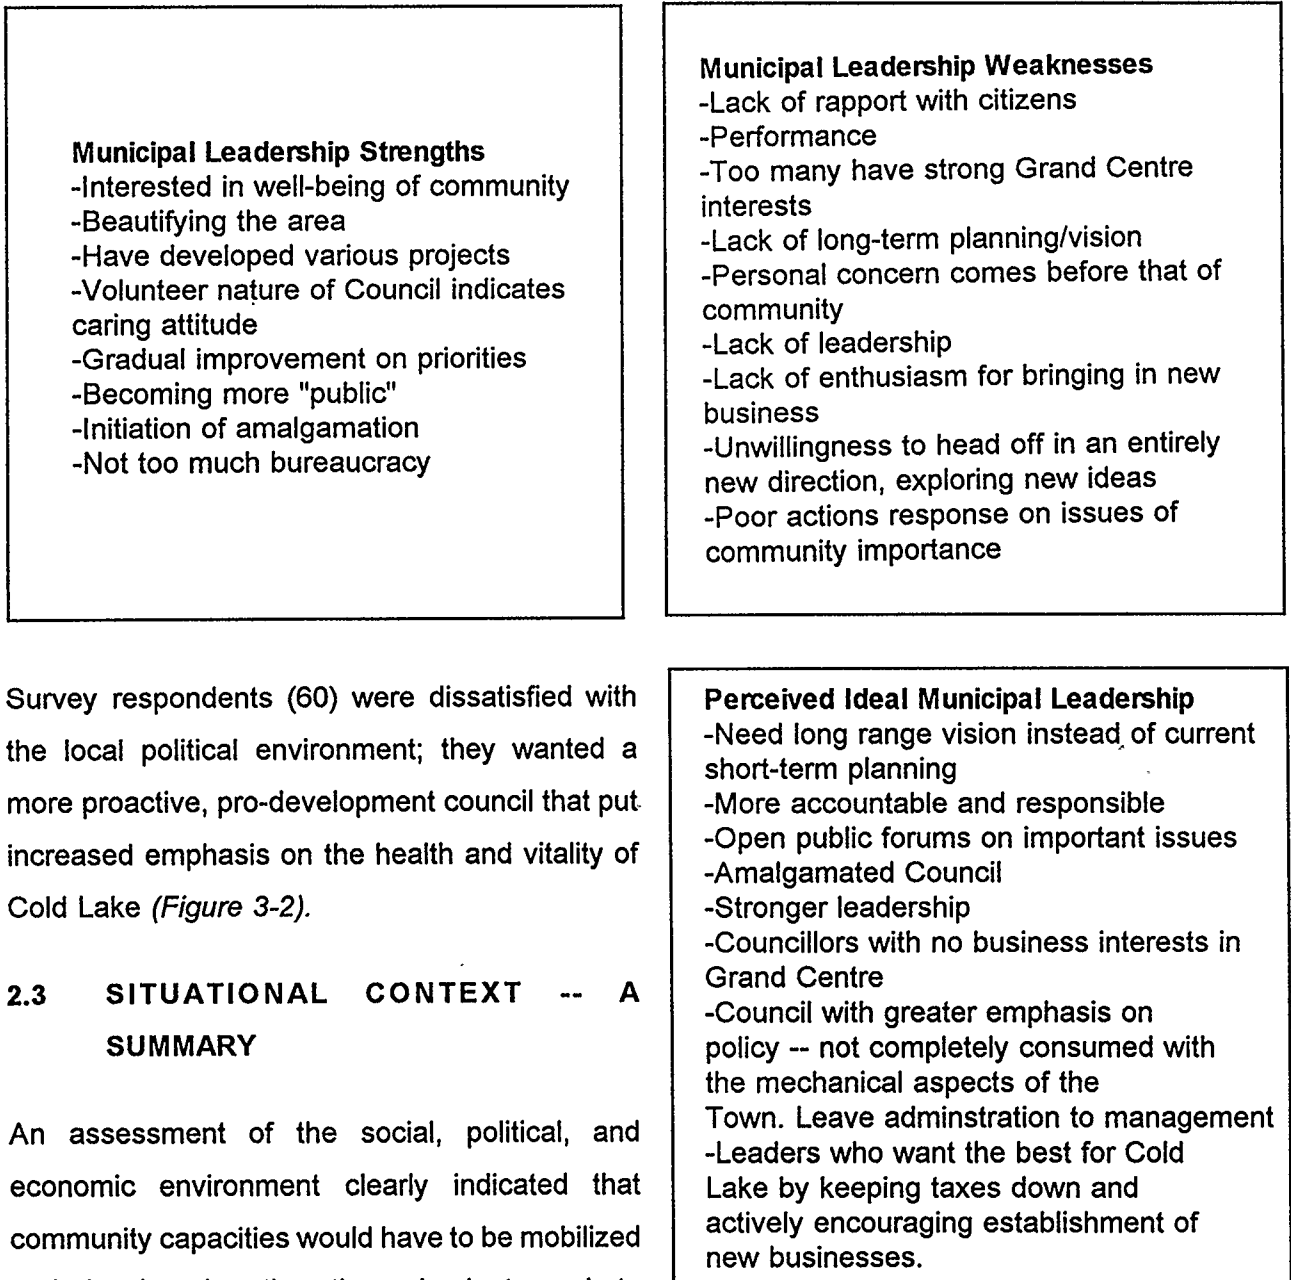 Municipal Leadership Strengths
-Interested in well-being of community
-Beautifying the area
-Have developed various projects
-Volunteer nature of Council indicates
caring attitude
-Gradual improvement on priorities
-Becoming more "public"
-Initiation of amalgamation
-Not too much bureaucracy
Municipal Leadership Weaknesses
-Lack of rapport with citizens
-Performance
-Too many have strong Grand Centre
interests
-Lack of long-term planning/vision
-Personal concern comes before that of
community
-Lack of leadership
-Lack of enthusiasm for bringing in new
business
-Unwillingness to head off in an entirely
new direction, exploring new ideas
-Poor actions response on issues of
community importance
Survey respondents (60) were dissatisfied with
the local political environment; they wanted a
more proactive, pro-development council that put
increased emphasis on the health and vitality of
Cold Lake (Figure 3-2).
2.3 SITUATIONAL CONTEXT -- A
SUMMARY
An assessment of the social, political, and
economic environment clearly indicated that
community capacities would have to be mobilized
Perceived Ideal Municipal Leadership
-Need long range vision instead of current
short-term planning
-More accountable and responsible
-Open public forums on important issues
-Amalgamated Council
-Stronger leadership
-Councillors with no business interests in
Grand Centre
-Council with greater emphasis on
policy -- not completely consumed with
the mechanical aspects of the
Town. Leave adminstration to management
-Leaders who want the best for Cold
Lake by keeping taxes down and
actively encouraging establishment of
new businesses.